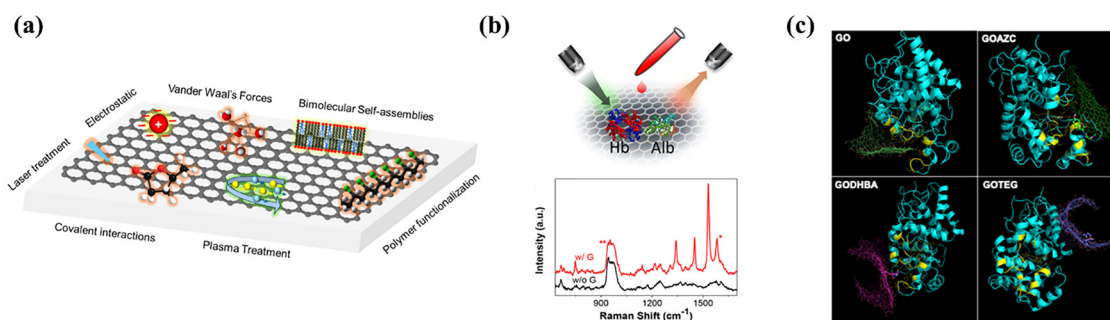 (a)
Vander Waal's Forces
Electrostatic
Bimolecular Self-assemblies
Laser treatment
Covalent interactions
Plasma Treatment
Polymer functionalization
(b)
Hb
Alb
Intensity (a.u.)
**
*
w/ G
w/o G
900
1200
1500
Raman Shift (cm⁻¹)
(c)
GO
GOAZC
GODHBA
GOTEG